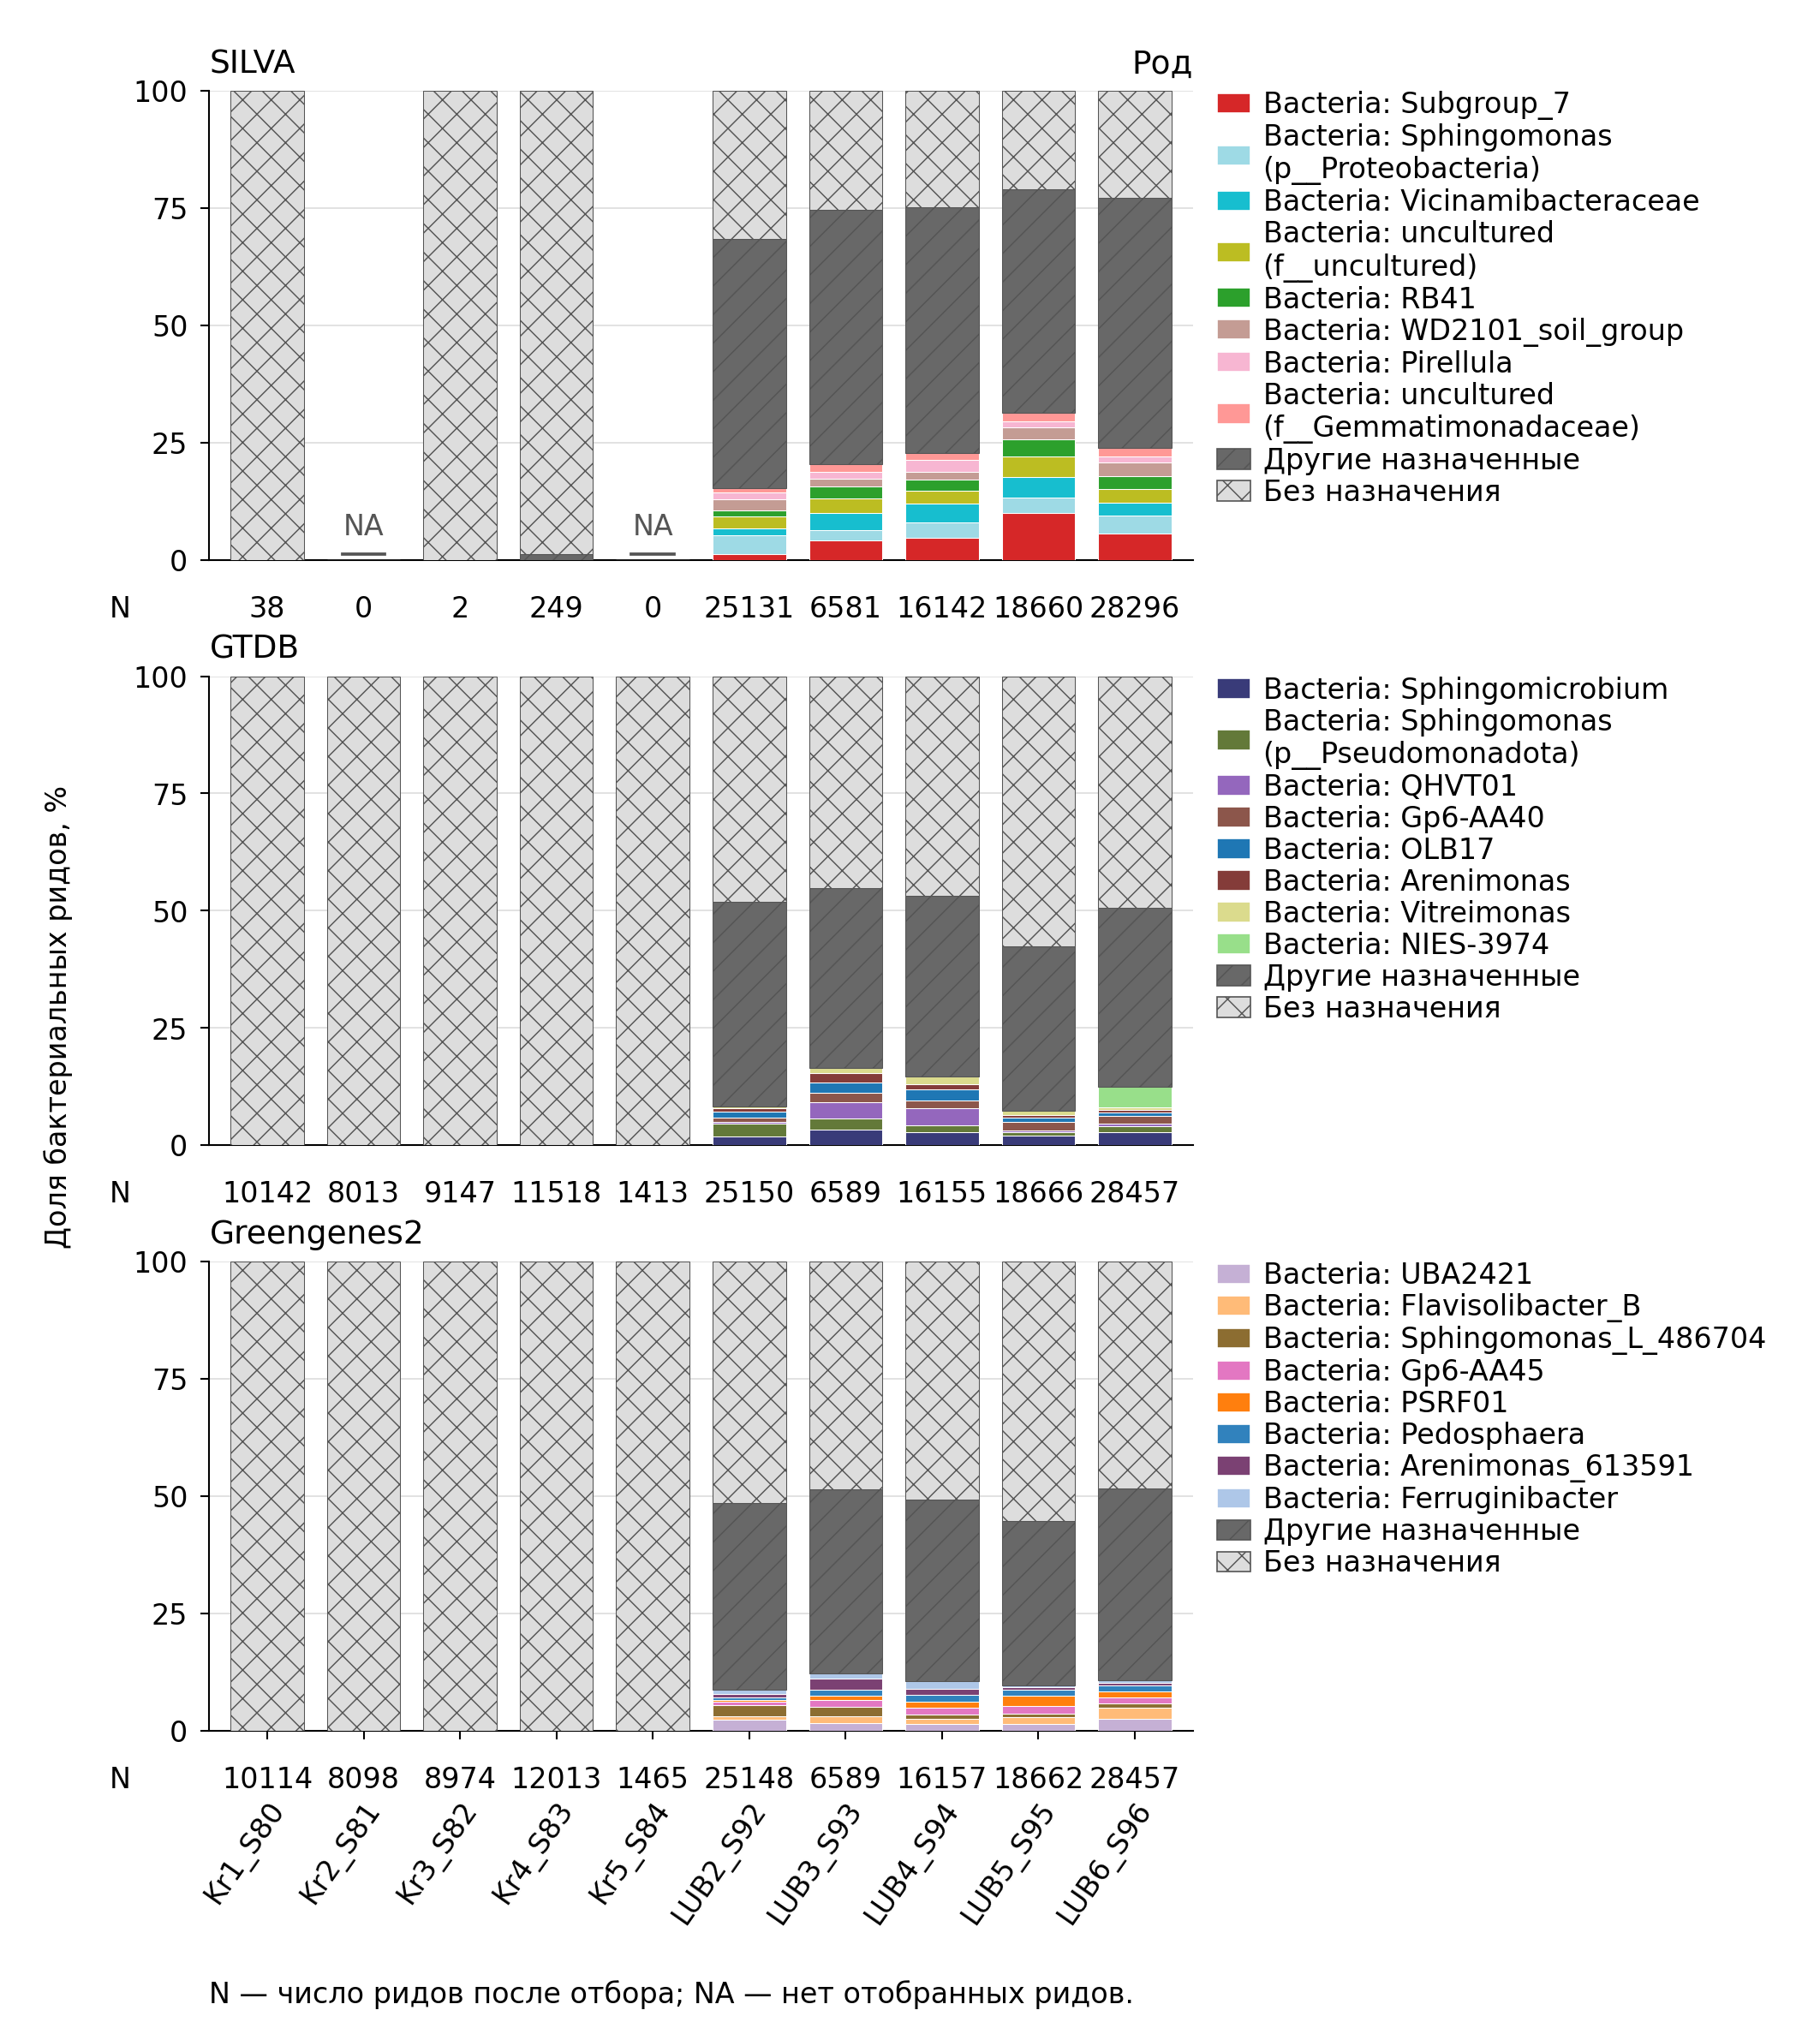 SILVA
Род
100
75
50
25
0
NA
NA
N 38 0 2 249 0 25131 6581 16142 18660 28296
Bacteria: Subgroup_7
Bacteria: Sphingomonas
(p__Proteobacteria)
Bacteria: Vicinamibacteraceae
Bacteria: uncultured
(f__uncultured)
Bacteria: RB41
Bacteria: WD2101_soil_group
Bacteria: Pirellula
Bacteria: uncultured
(f__Gemmatimonadaceae)
Другие назначенные
Без назначения
GTDB
100
75
50
25
0
N 10142 8013 9147 11518 1413 25150 6589 16155 18666 28457
Bacteria: Sphingomicrobium
Bacteria: Sphingomonas
(p__Pseudomonadota)
Bacteria: QHVT01
Bacteria: Gp6-AA40
Bacteria: OLB17
Bacteria: Arenimonas
Bacteria: Vitreimonas
Bacteria: NIES-3974
Другие назначенные
Без назначения
Доля бактериальных ридов, %
Greengenes2
100
75
50
25
0
N 10114 8098 8974 12013 1465 25148 6589 16157 18662 28457
Kr1_S80 Kr2_S81 Kr3_S82 Kr4_S83 Kr5_S84 LUB2_S92 LUB3_S93 LUB4_S94 LUB5_S95 LUB6_S96
Bacteria: UBA2421
Bacteria: Flavisolibacter_B
Bacteria: Sphingomonas_L_486704
Bacteria: Gp6-AA45
Bacteria: PSRF01
Bacteria: Pedosphaera
Bacteria: Arenimonas_613591
Bacteria: Ferruginibacter
Другие назначенные
Без назначения
N — число ридов после отбора; NA — нет отобранных ридов.